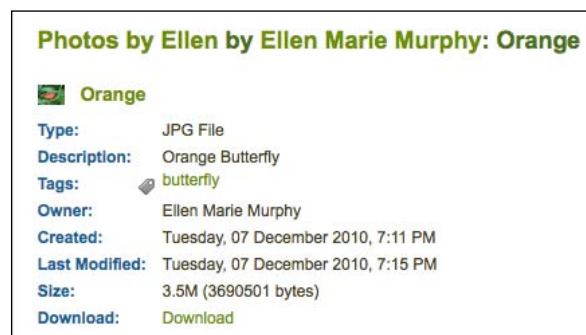 Photos by Ellen by Ellen Marie Murphy: Orange
Orange
Type: JPG File
Description: Orange Butterfly
Tags: butterfly
Owner: Ellen Marie Murphy
Created: Tuesday, 07 December 2010, 7:11 PM
Last Modified: Tuesday, 07 December 2010, 7:15 PM
Size: 3.5M (3690501 bytes)
Download: Download